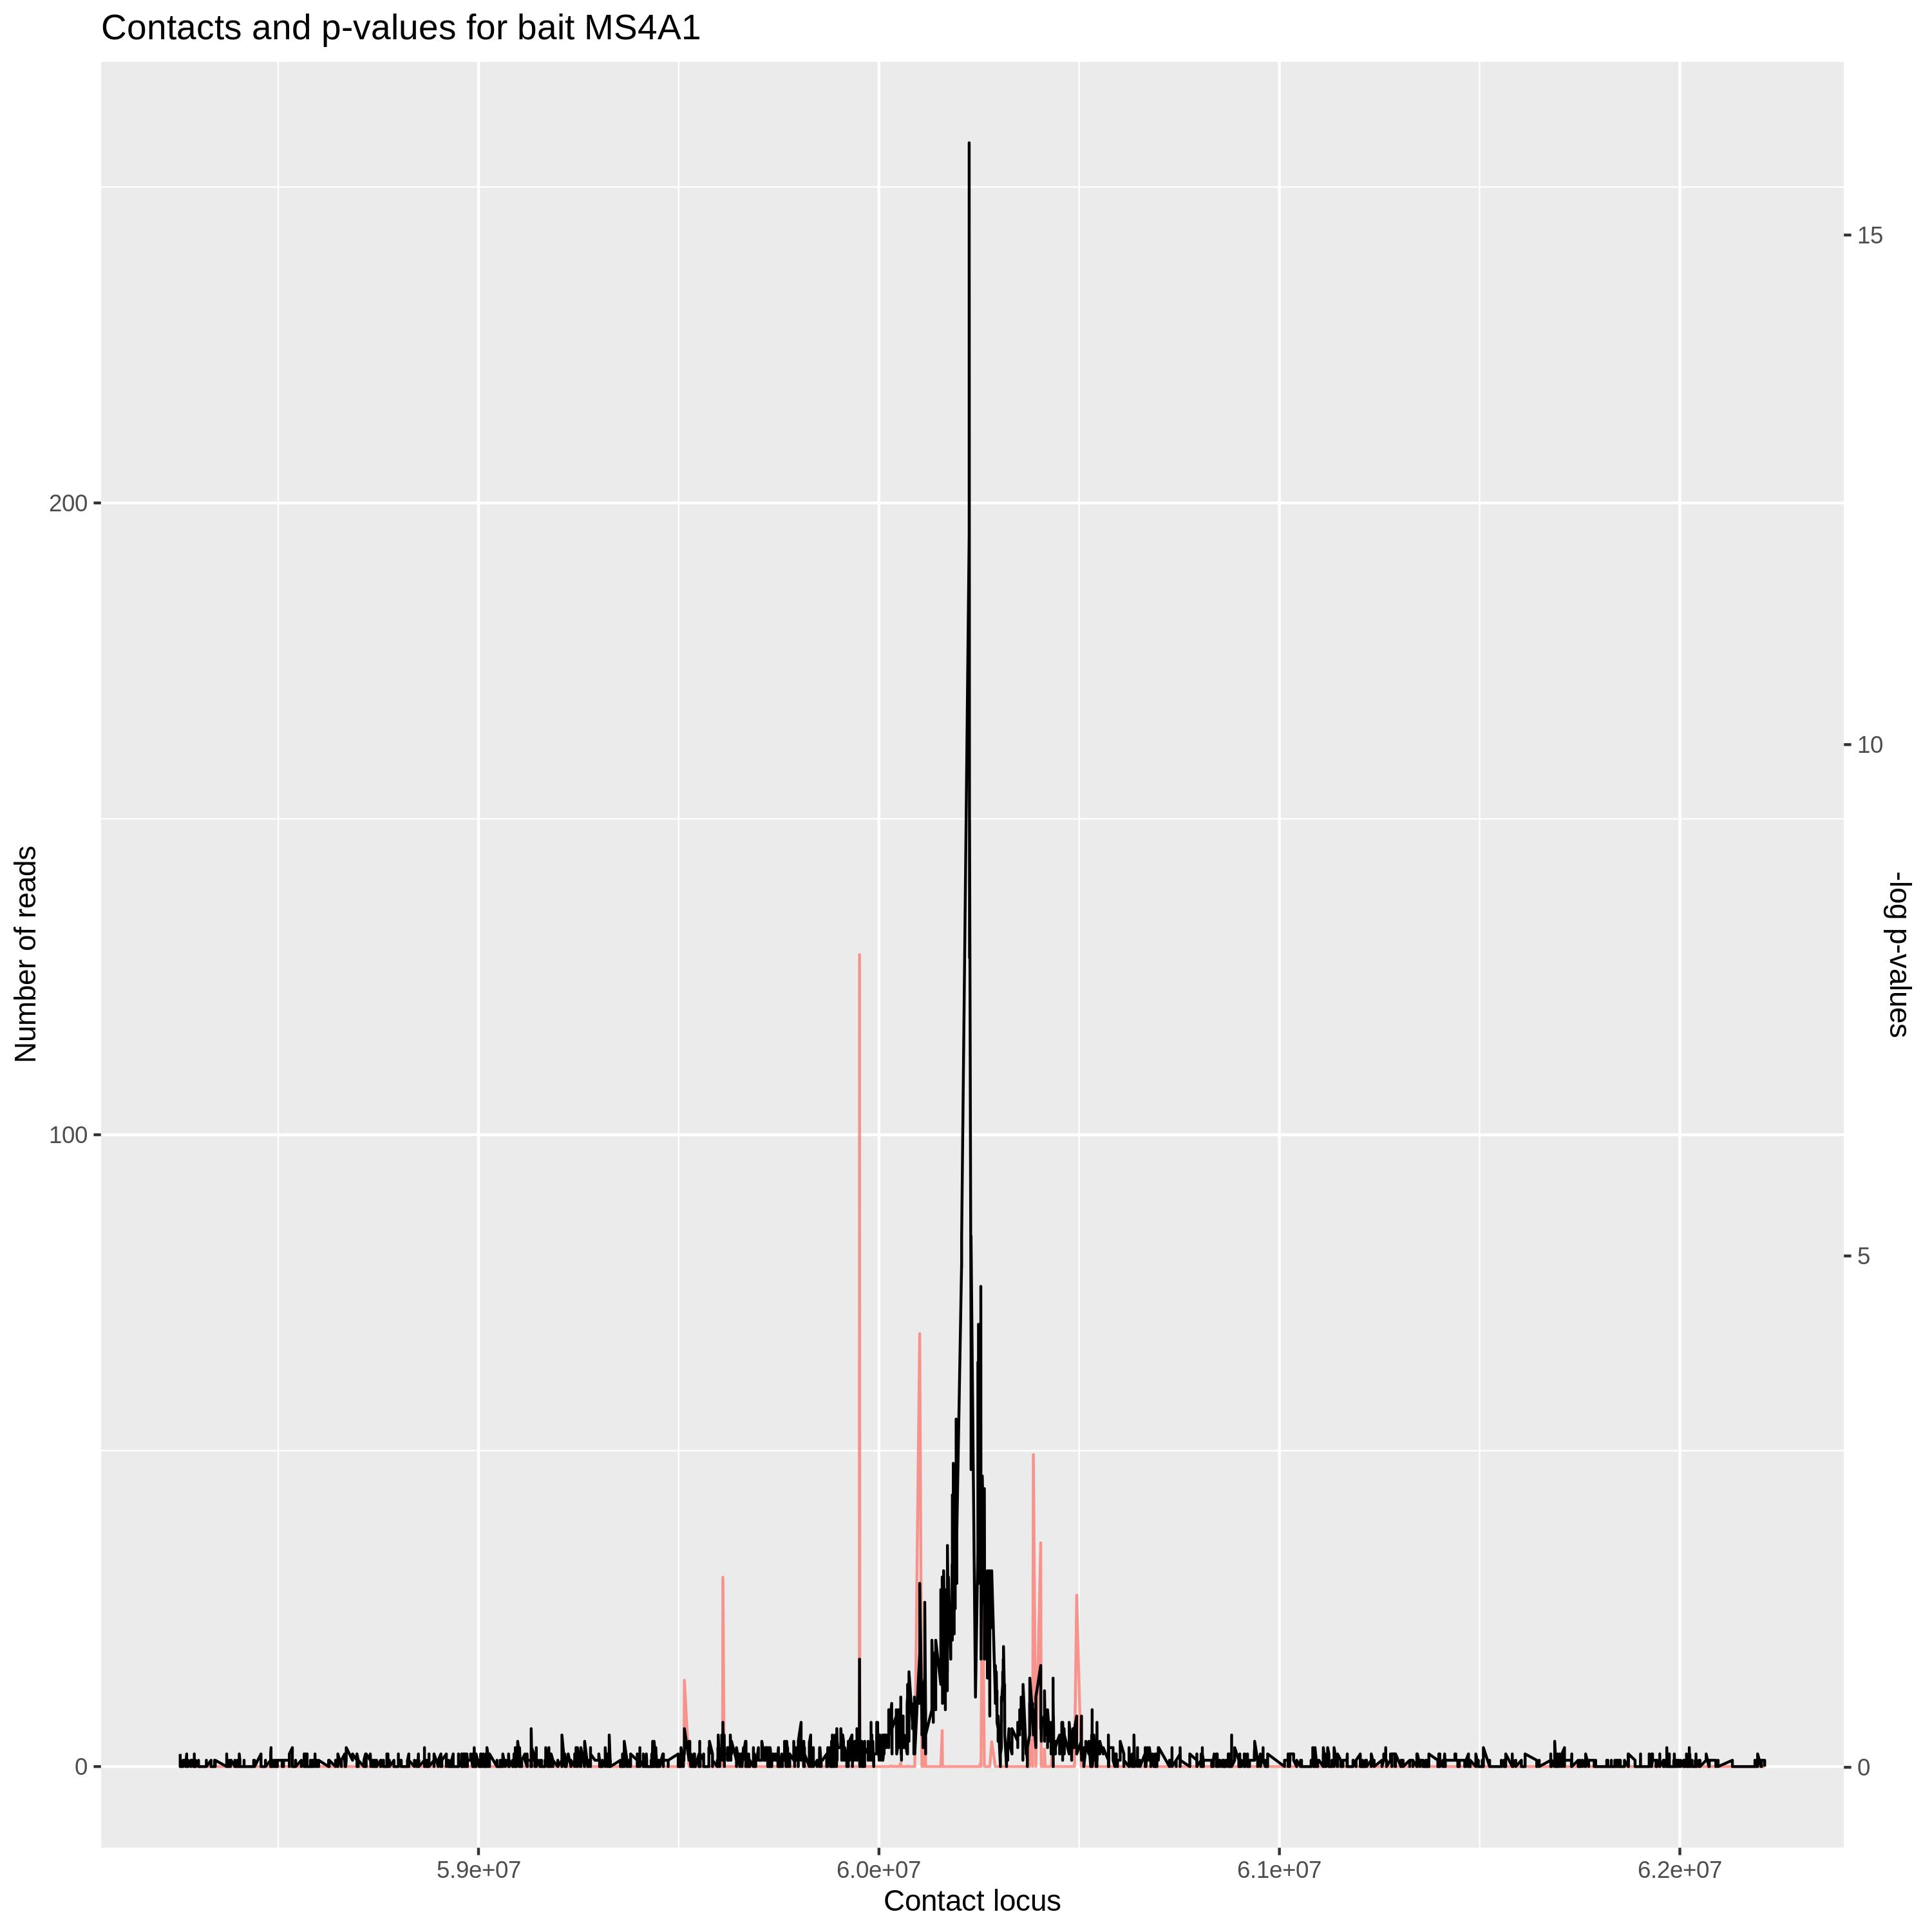 Contacts and p-values for bait MS4A1
200
100
0
Number of reads
15
10
5
0
-log p-values
5.9e+07
6.0e+07
6.1e+07
6.2e+07
Contact locus